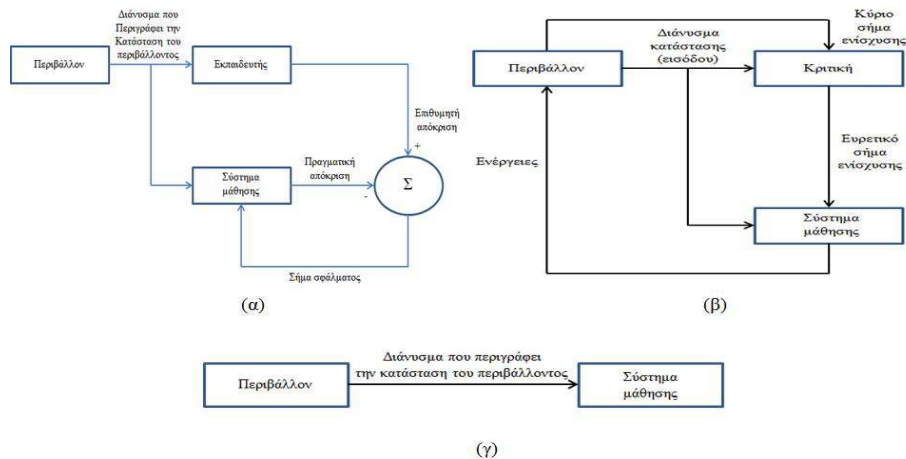 Διάνυσμα που
Περιγράφει την
Κατάσταση του
περιβάλλοντος
Περιβάλλον
Εκπαιδευτής
Επιθυμητή
απόκριση
+
Σύστημα
μάθησης
Πραγματική
απόκριση
-
Σ
Σήμα σφάλματος
(α)
Κύριο
σήμα
ενίσχυσης
Διάνυσμα
κατάστασης
(εισόδου)
Περιβάλλον
Κριτική
Ενέργειες
Ευρετικό
σήμα
ενίσχυσης
Σύστημα
μάθησης
(β)
Διάνυσμα που περιγράφει
την κατάσταση του περιβάλλοντος
Περιβάλλον
Σύστημα
μάθησης
(γ)